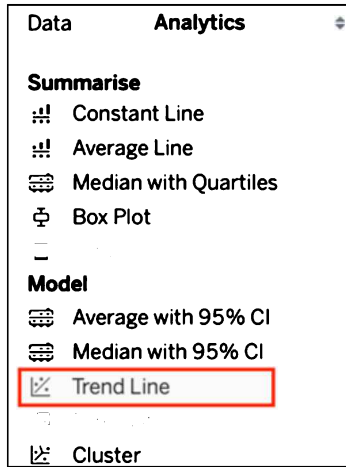 Data Analytics
Summarise
Constant Line
Average Line
Median with Quartiles
Box Plot
Model
Average with 95% CI
Median with 95% CI
Trend Line
Cluster